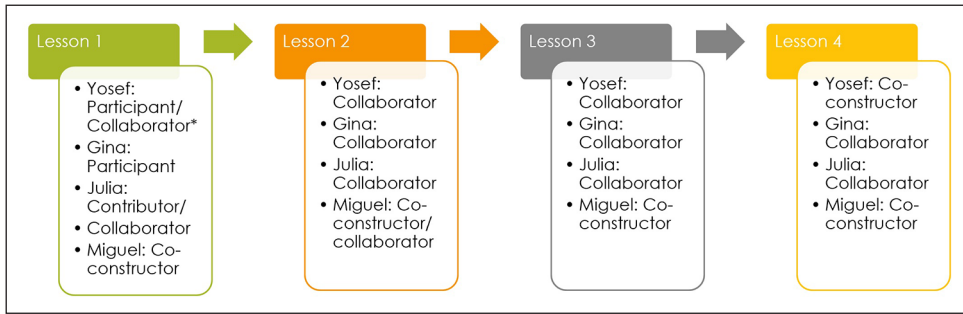 Lesson 1
• Yosef:
Participant/
Collaborator*
• Gina:
Participant
• Julia:
Contributor/
• Collaborator
• Miguel: Co-
constructor
Lesson 2
• Yosef:
Collaborator
• Gina:
Collaborator
• Julia:
Collaborator
• Miguel: Co-
constructor/
collaborator
Lesson 3
• Yosef:
Collaborator
• Gina:
Collaborator
• Julia:
Collaborator
• Miguel: Co-
constructor
Lesson 4
• Yosef: Co-
constructor
• Gina:
Collaborator
• Julia:
Collaborator
• Miguel: Co-
constructor